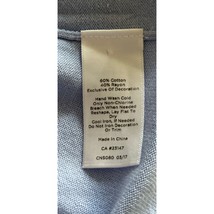 60% Cotton
40% Rayon
Exclusive Of Decoration
Hand Wash Cold
Only Non-Chlorine
Bleach When Needed
Reshape, Lay Flat To
Dry
Cool Iron, If Needed
Do Not Iron Decoration
Or Trim
Made In China
CA #25147
CNS080 03/17